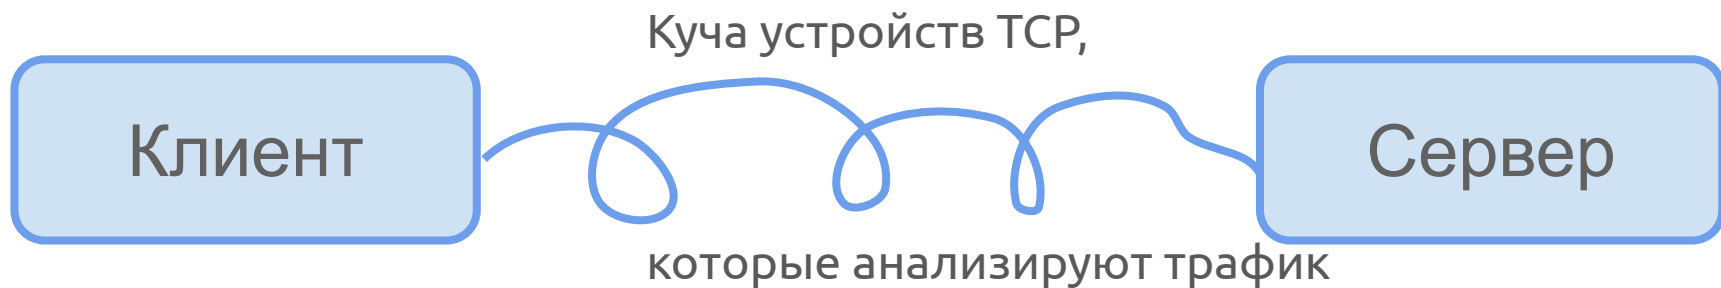 Куча устройств TCP,
Клиент
Сервер
которые анализируют трафик